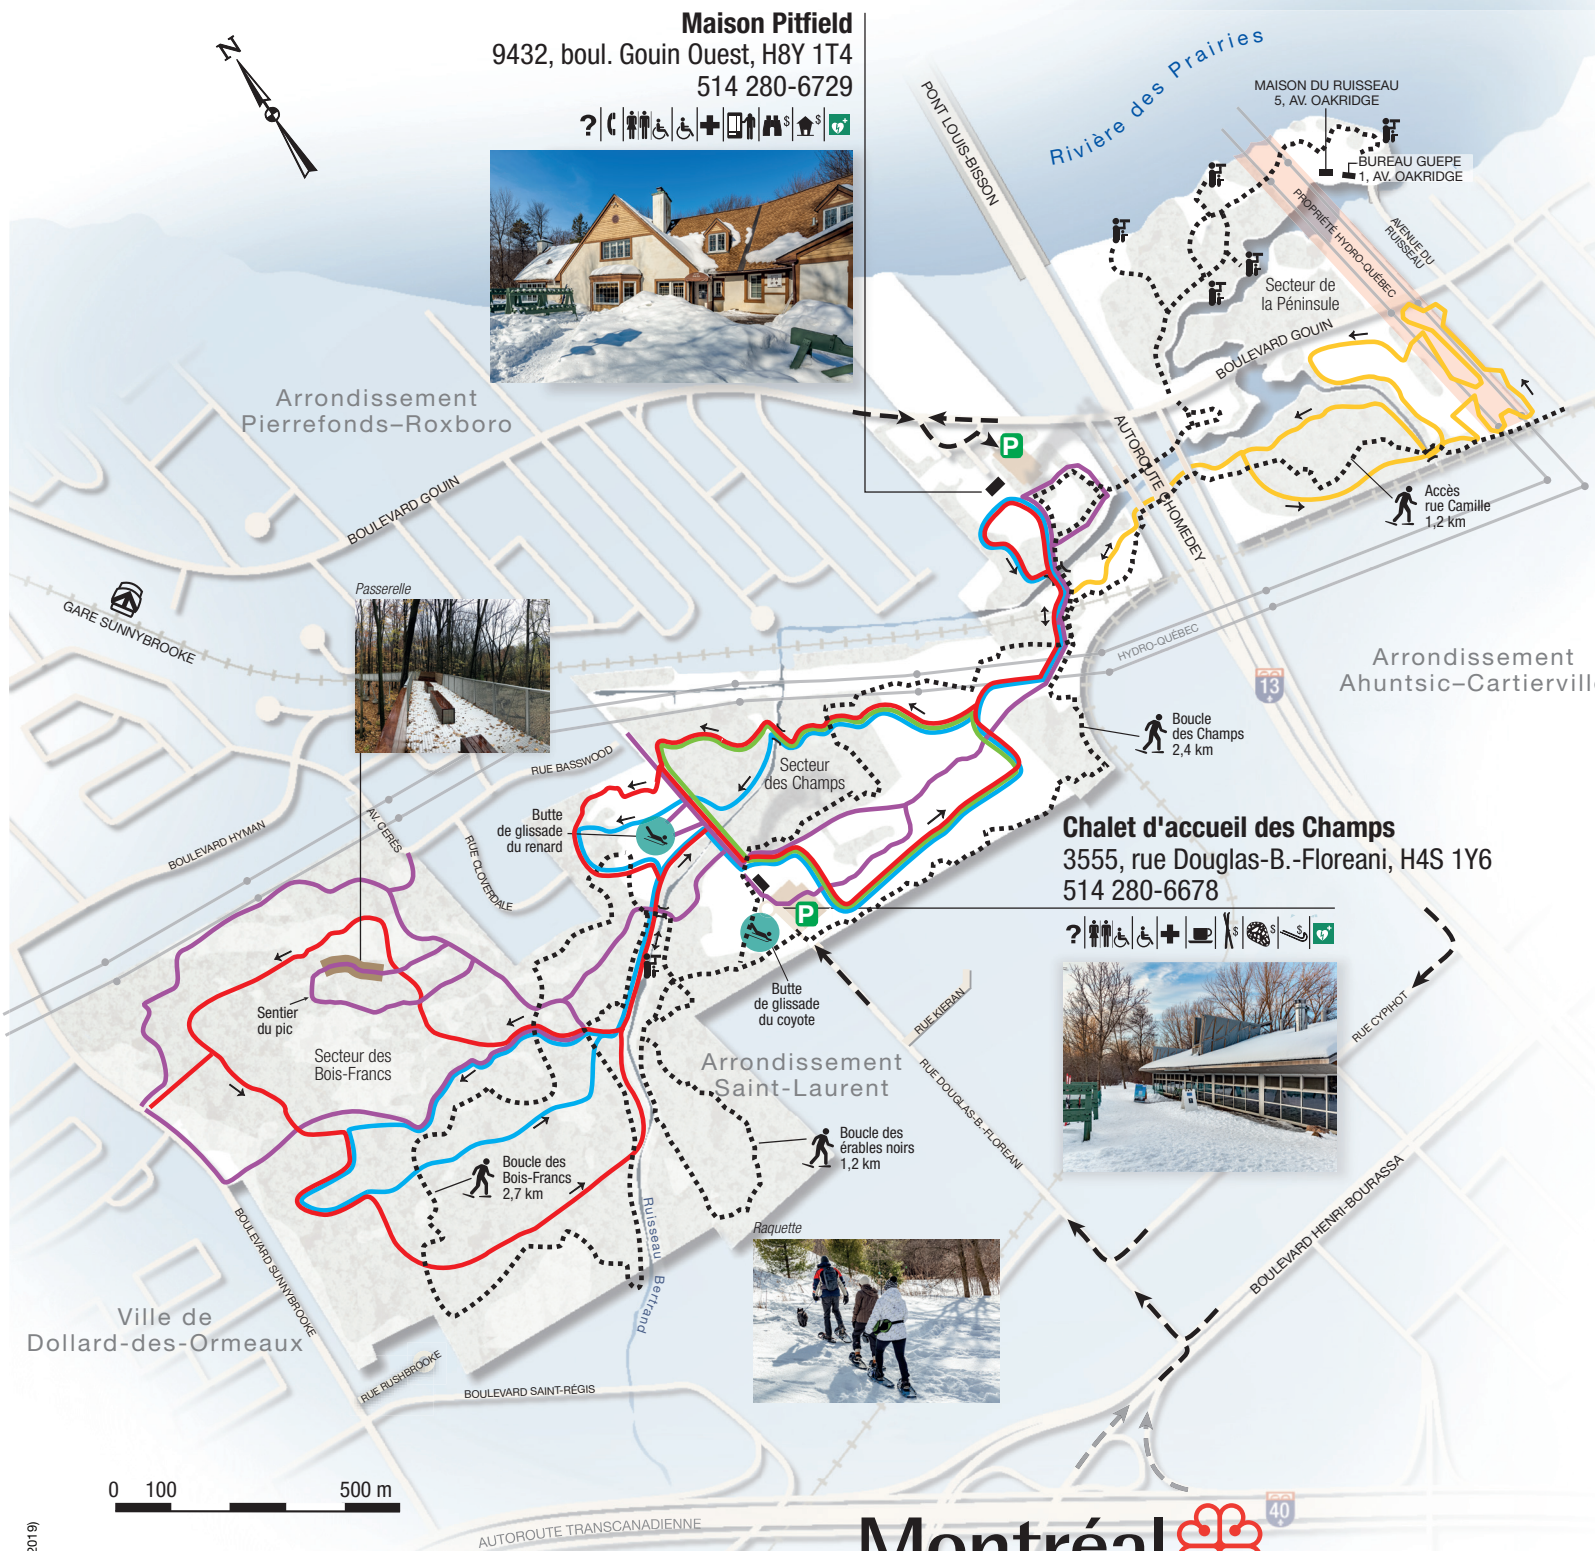 Maison Pitfield
9432, boul. Gouin Ouest, H8Y 1T4
514 280-6729
N
Rivière des Prairies
PONT LOUIS-BISSON
MAISON DU RUISSEAU
5, AV. OAKRIDGE
BUREAU GUEPE
1, AV. OAKRIDGE
PROPRIÉTÉ HYDRO-QUÉBEC
AVENUE DU
RUISSEAU
Secteur de
la Péninsule
BOULEVARD GOUIN
Arrondissement
Pierrefonds–Roxboro
AUTOROUTE CHOMEDEY
P
BOULEVARD GOUIN
Accès
rue Camille
1,2 km
Passerelle
GARE SUNNYBROOKE
HYDRO-QUÉBEC
Arrondissement
Ahuntsic–Cartierville
13
Boucle
des Champs
2,4 km
RUE BASSWOOD
Secteur
des Champs
Butte
de glissade
du renard
AV. CÉRÈS
BOULEVARD HYMAN
RUE CLOVERDALE
Chalet d'accueil des Champs
3555, rue Douglas-B.-Floreani, H4S 1Y6
514 280-6678
P
Butte
de glissade
du coyote
RUE KIERAN
RUE CYPIHOT
Sentier
du pic
Secteur des
Bois-Francs
Arrondissement
Saint-Laurent
RUE DOUGLAS-B.-FLOREANI
Boucle des
érables noirs
1,2 km
Boucle des
Bois-Francs
2,7 km
Ruisseau Bertrand
Raquette
BOULEVARD HENRI-BOURASSA
BOULEVARD SUNNYBROOKE
Ville de
Dollard-des-Ormeaux
RUE RUSHBROOKE
BOULEVARD SAINT-RÉGIS
0 100 500 m
AUTOROUTE TRANSCANADIENNE
40
Montréal
2019)